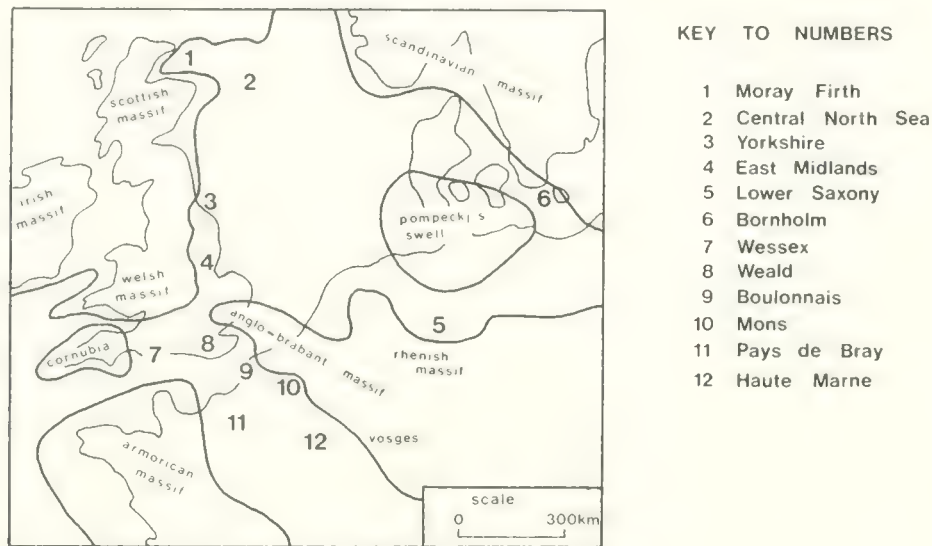 KEY TO NUMBERS
1 Moray Firth
2 Central North Sea
3 Yorkshire
4 East Midlands
5 Lower Saxony
6 Bornholm
7 Wessex
8 Weald
9 Boulonnais
10 Mons
11 Pays de Bray
12 Haute Marne
scandinavian massif
1
2
scottish
massif
irish
massif
3
pompeckj's
swell
6
4
welsh
massif
anglo-brabant massif
5
rhenish
massif
cornubia
7
8
9
10
11
12
vosges
armorican
massif
scale
0 300km